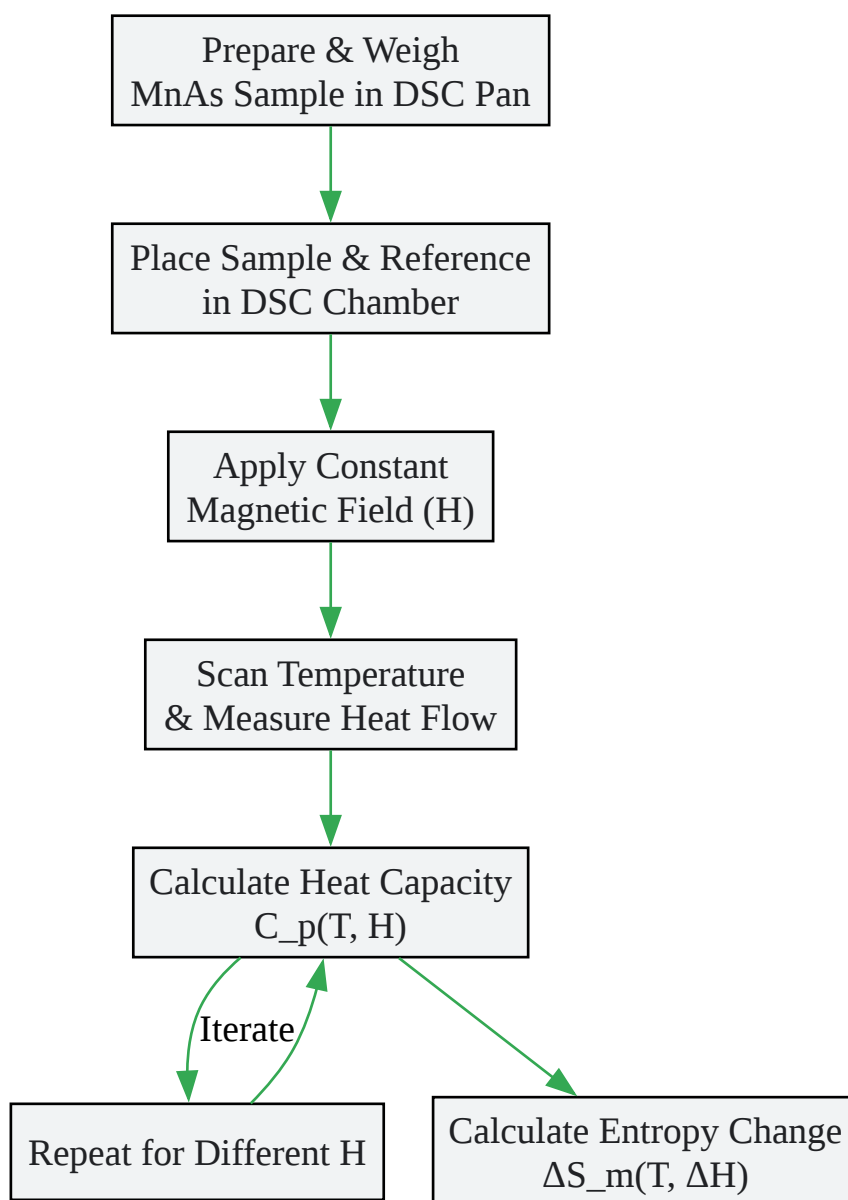 Prepare & Weigh
MnAs Sample in DSC Pan
Place Sample & Reference
in DSC Chamber
Apply Constant
Magnetic Field (H)
Scan Temperature
& Measure Heat Flow
Calculate Heat Capacity
C_p(T, H)
Iterate
Repeat for Different H
Calculate Entropy Change
ΔS_m(T, ΔH)